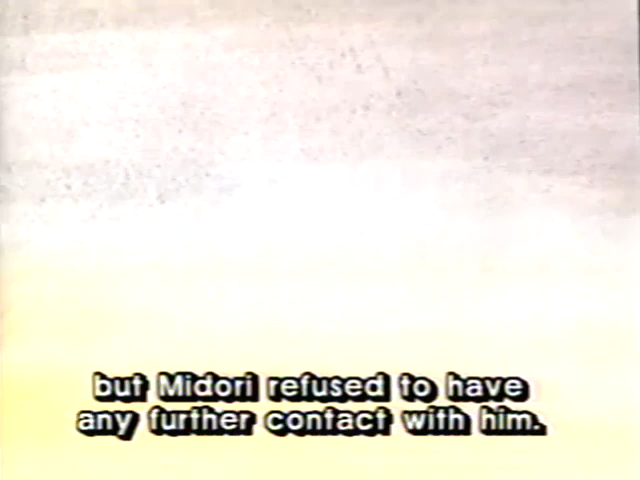 but Midori refused to have
any further contact with him.